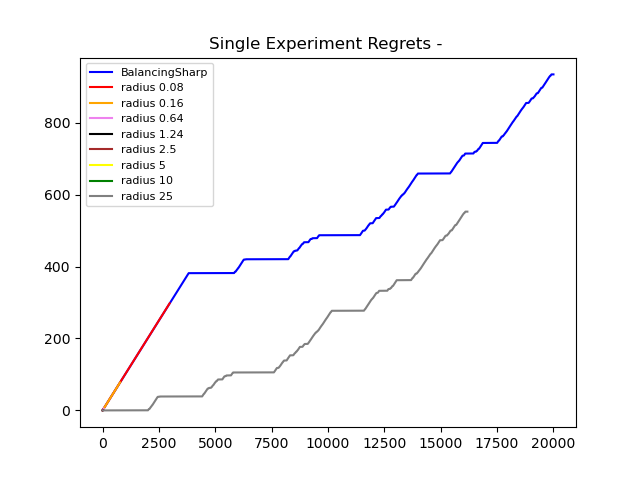 Single Experiment Regrets -
BalancingSharp
radius 0.08
radius 0.16
radius 0.64
radius 1.24
radius 2.5
radius 5
radius 10
radius 25
800
600
400
200
0
0 2500 5000 7500 10000 12500 15000 17500 20000